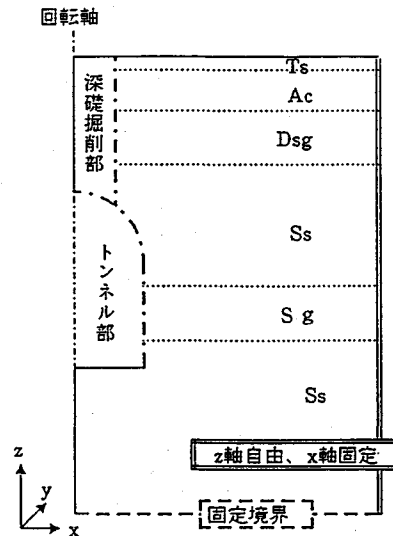 回転軸
Ts
Ac
Dsg
深礎掘削部
Ss
トンネル部
S g
Ss
z軸自由、x軸固定
z
y
x
固定境界